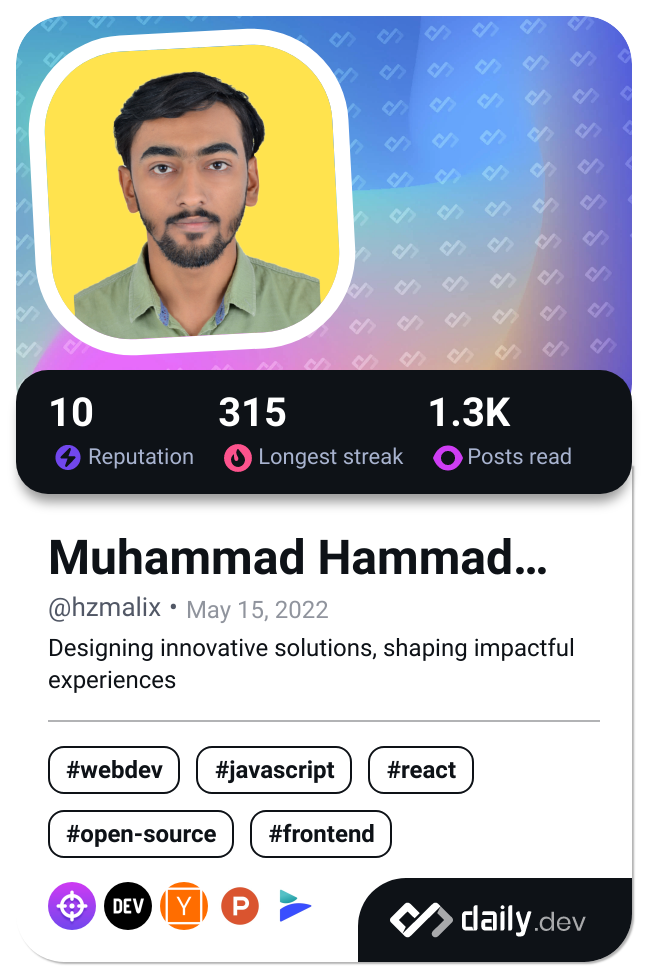 10 315 1.3K
Reputation Longest streak Posts read
Muhammad Hammad...
@hzmalix • May 15, 2022
Designing innovative solutions, shaping impactful
experiences
#webdev #javascript #react
#open-source #frontend
DEV Y P daily.dev